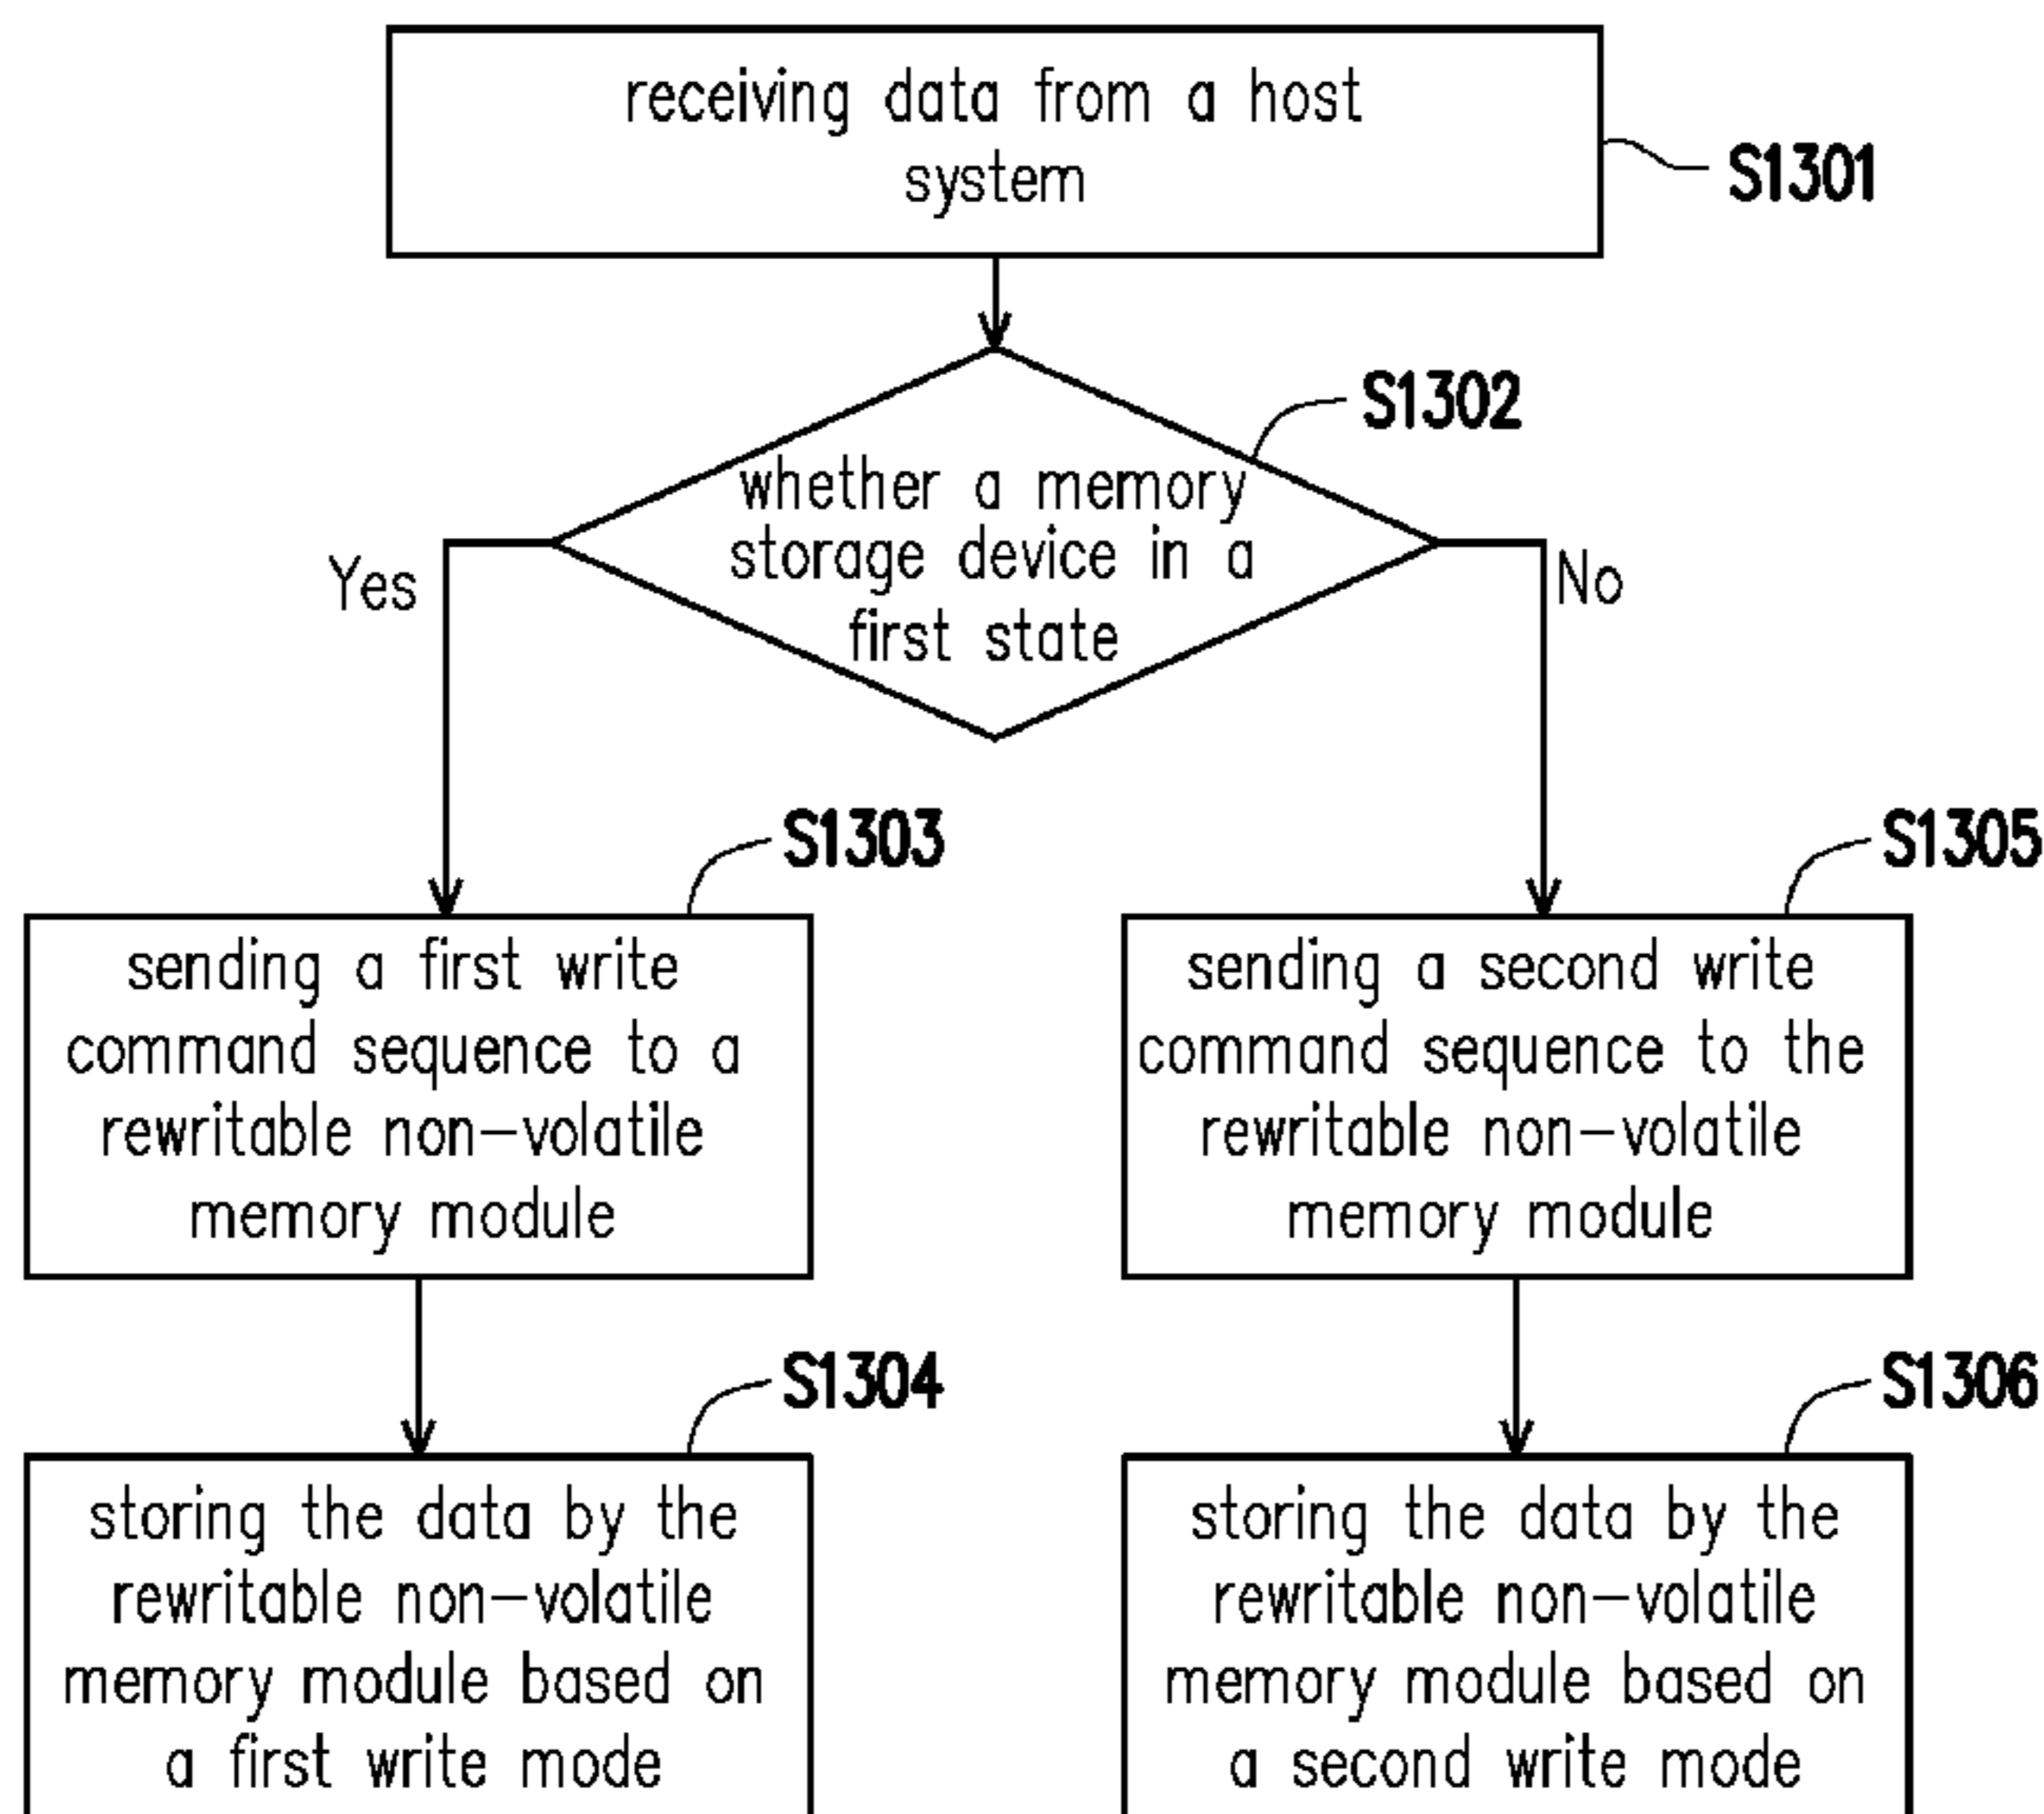 receiving data from a host
system
S1301
S1302
whether a memory
storage device in a
first state
Yes
No
S1303
sending a first write
command sequence to a
rewritable non-volatile
memory module
S1305
sending a second write
command sequence to the
rewritable non-volatile
memory module
S1304
storing the data by the
rewritable non-volatile
memory module based on
a first write mode
S1306
storing the data by the
rewritable non-volatile
memory module based on
a second write mode